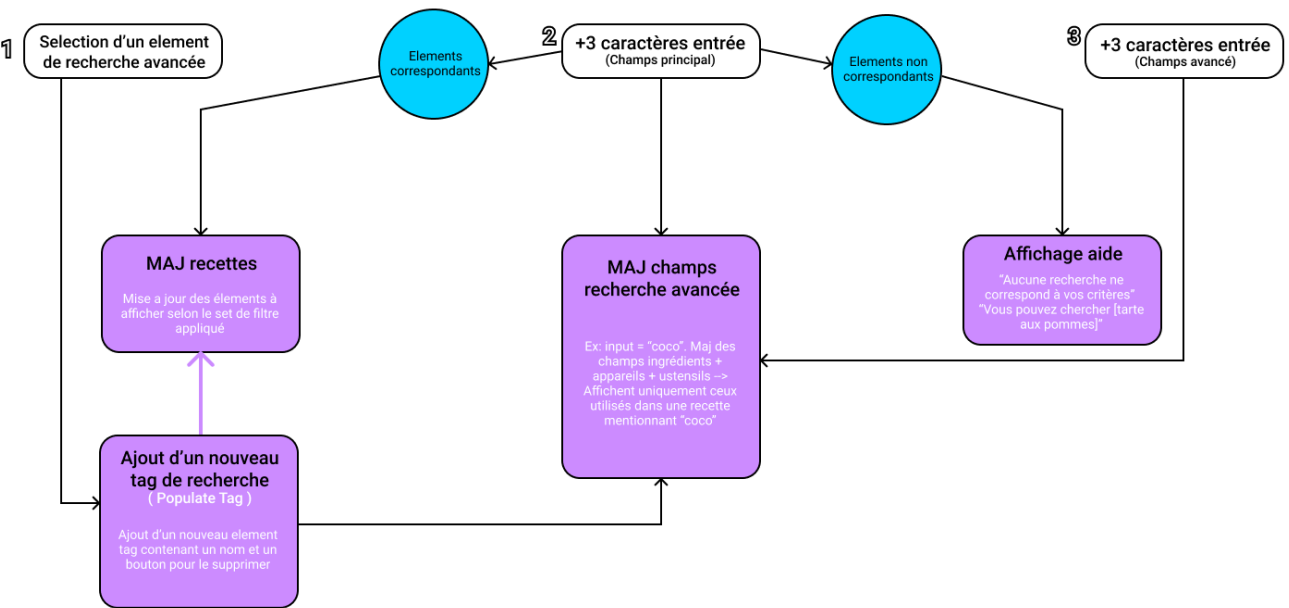 1
Selection d'un element
de recherche avancée
Elements
correspondants
2
+3 caractères entrée
(Champs principal)
Elements non
correspondants
3
+3 caractères entrée
(Champs avancé)
MAJ recettes
Mise a jour des élements à
afficher selon le set de filtre
appliqué
MAJ champs
recherche avancée
Ex: input = “coco”. Maj des
champs ingrédients +
appareils + ustensils –>
Affichent uniquement ceux
utilisés dans une recette
mentionnant “coco”
Affichage aide
“Aucune recherche ne
correspond à vos critères”
“Vous pouvez chercher [tarte
aux pommes]”
Ajout d'un nouveau
tag de recherche
( Populate Tag )
Ajout d'un nouveau element
tag contenant un nom et un
bouton pour le supprimer